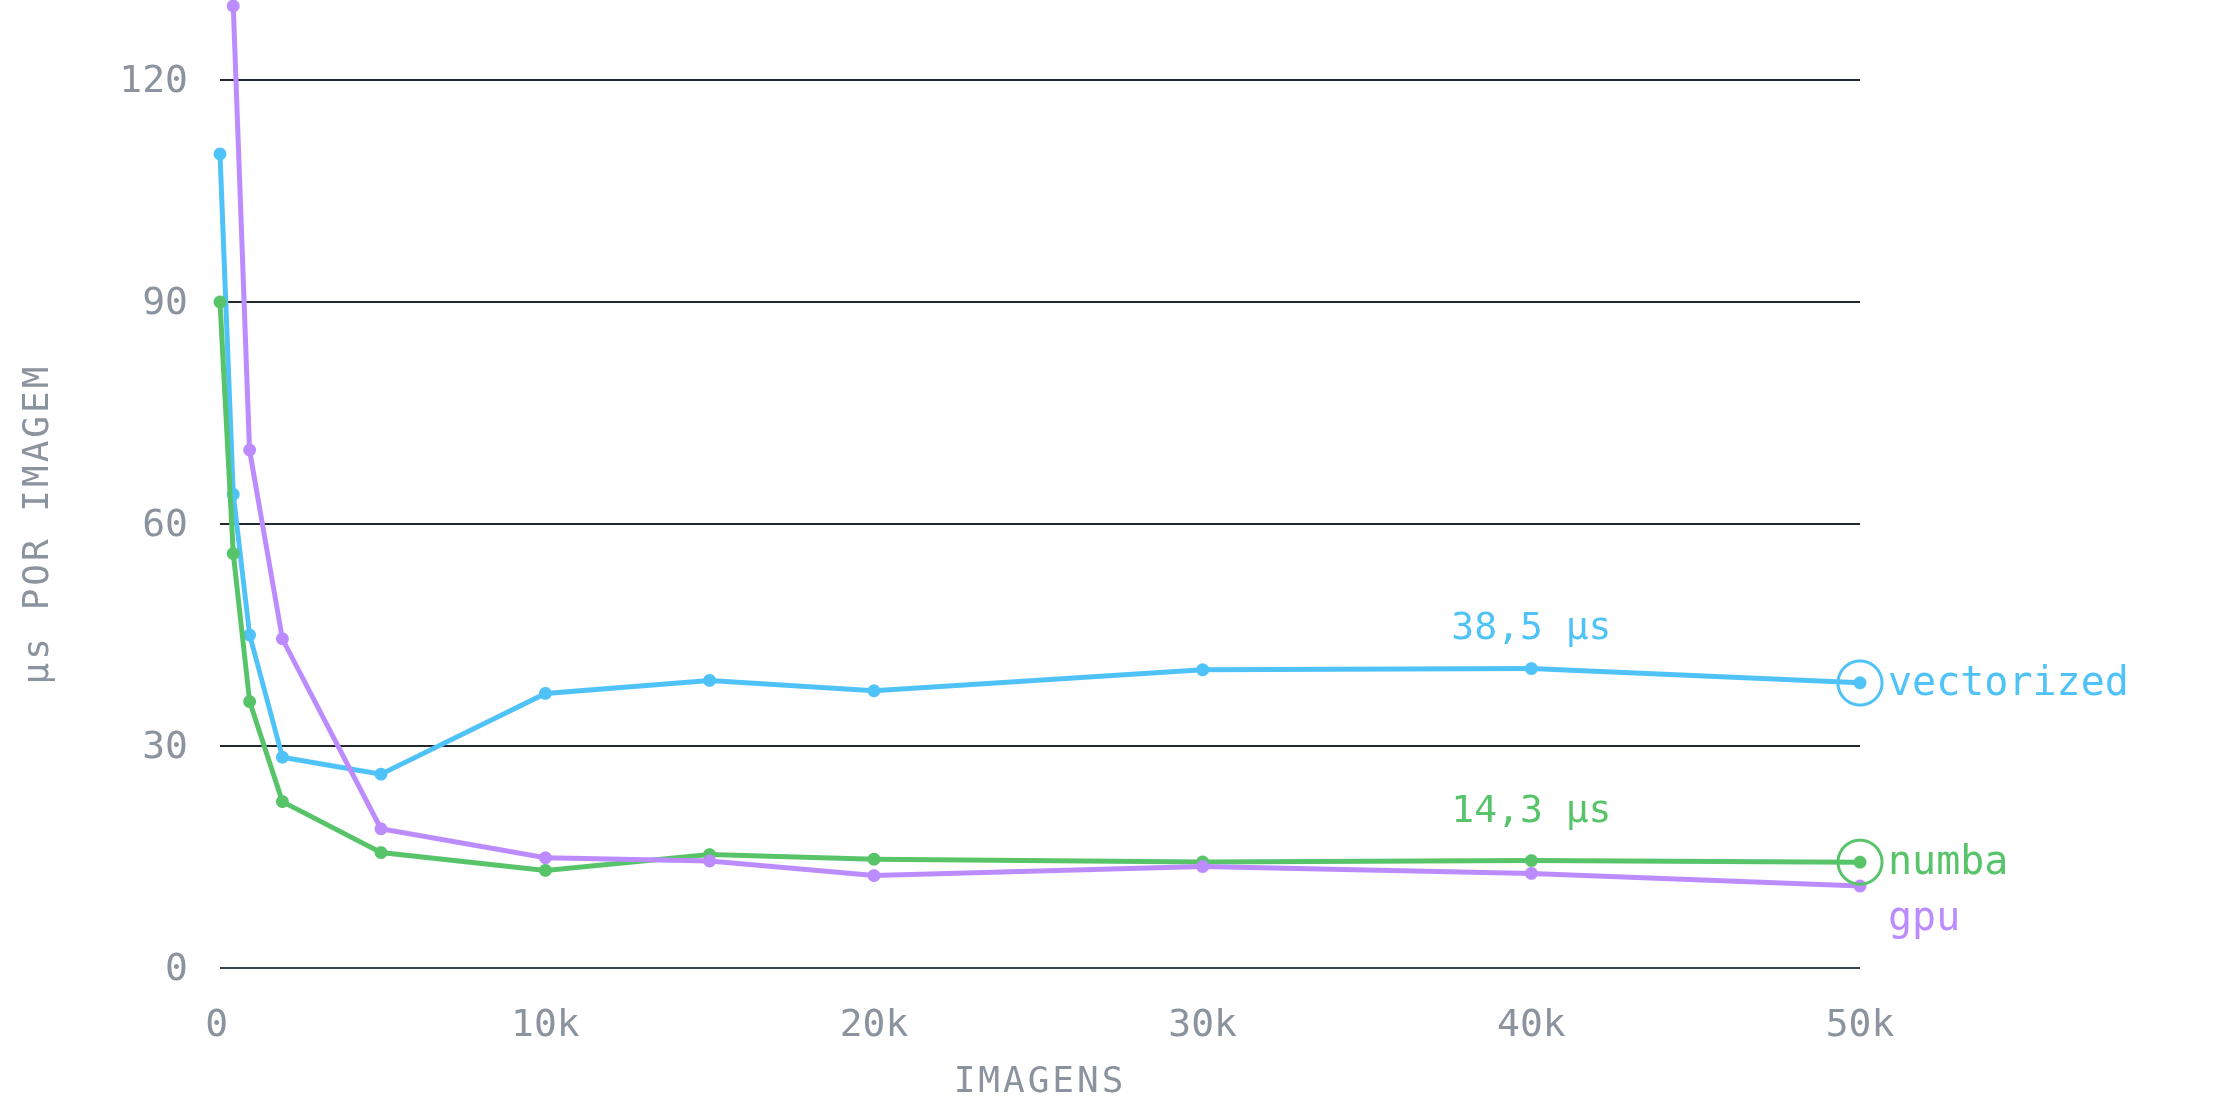 120
90
60
30
0
µs POR IMAGEM
38,5 µs
vectorized
14,3 µs
numba
gpu
0 10k 20k 30k 40k 50k
IMAGENS